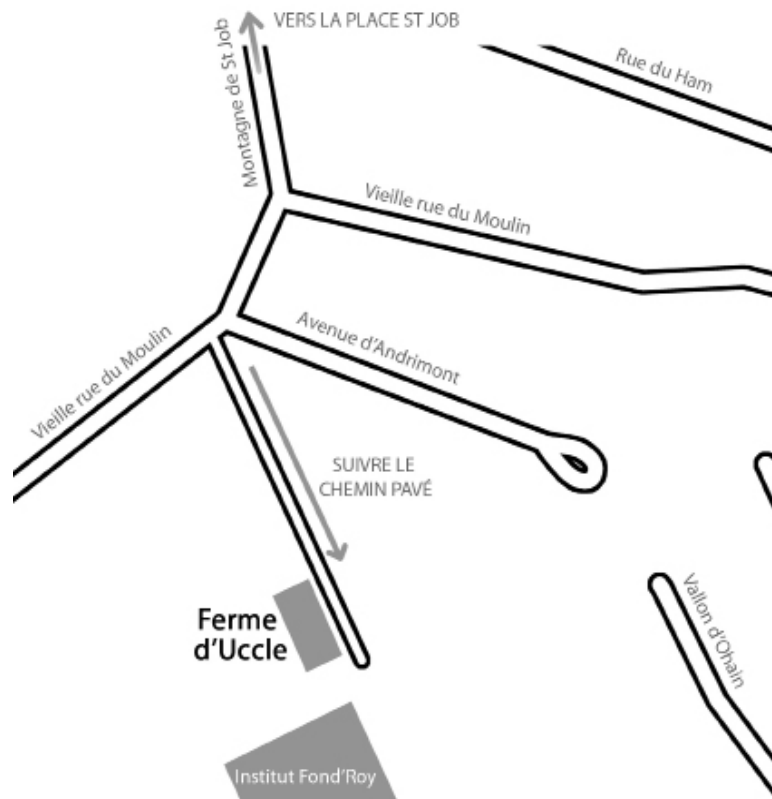 VERS LA PLACE ST JOB
Montagne de St Job
Rue du Ham
Vieille rue du Moulin
Avenue d'Andrimont
Vieille rue du Moulin
SUIVRE LE
CHEMIN PAVÉ
Vallon d'Ohain
Ferme
d'Uccle
Institut Fond'Roy